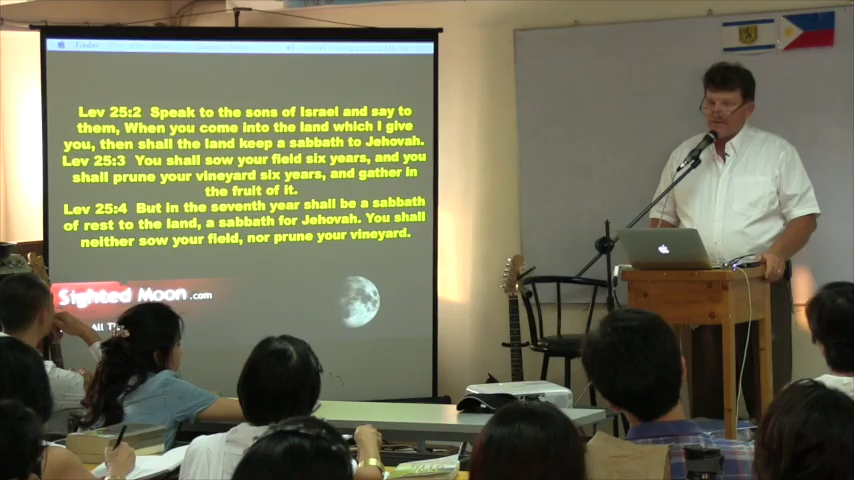 Finder
Lev 25:2 Speak to the sons of Israel and say to
them, When you come into the land which I give
you, then shall the land keep a sabbath to Jehovah.
Lev 25:3 You shall sow your field six years, and you
shall prune your vineyard six years, and gather in
the fruit of it.
Lev 25:4 But in the seventh year shall be a sabbath
of rest to the land, a sabbath for Jehovah. You shall
neither sow your field, nor prune your vineyard.
Sighted Moon.com
All